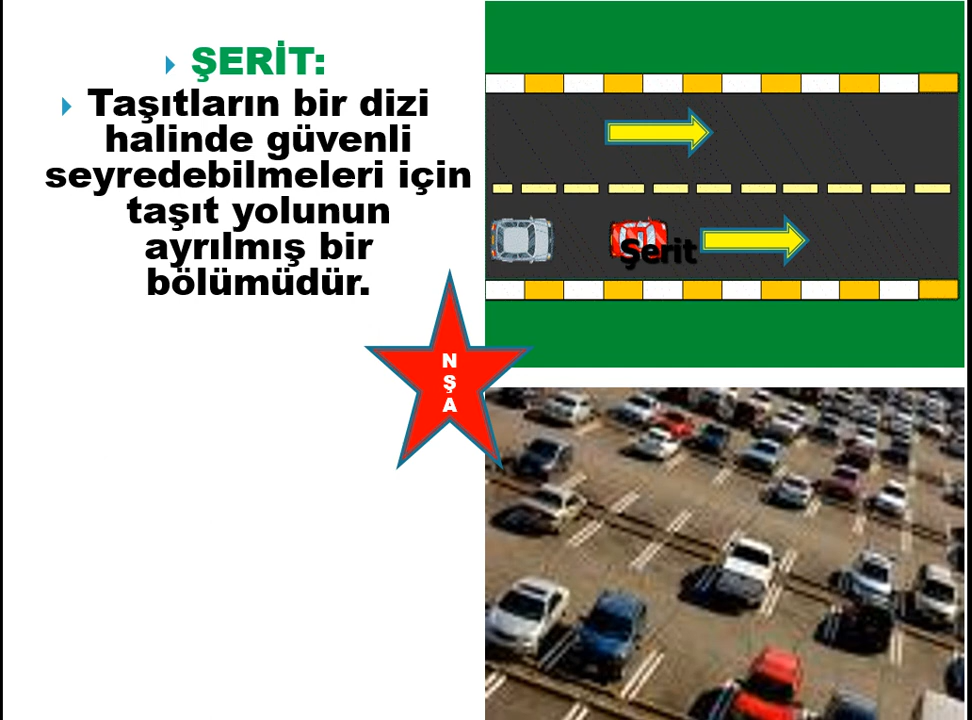 ŞERİT:
Taşıtların bir dizi
halinde güvenli
seyredebilmeleri için
taşıt yolunun
ayrılmış bir
bölümüdür.
Şerit
N
Ş
A